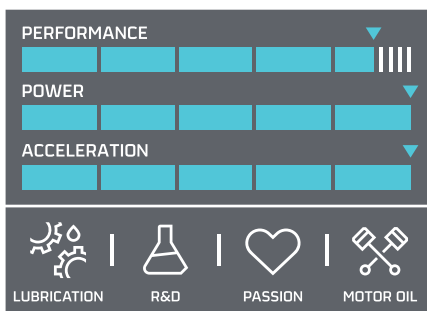 PERFORMANCE
POWER
ACCELERATION
LUBRICATION R&D PASSION MOTOR OIL